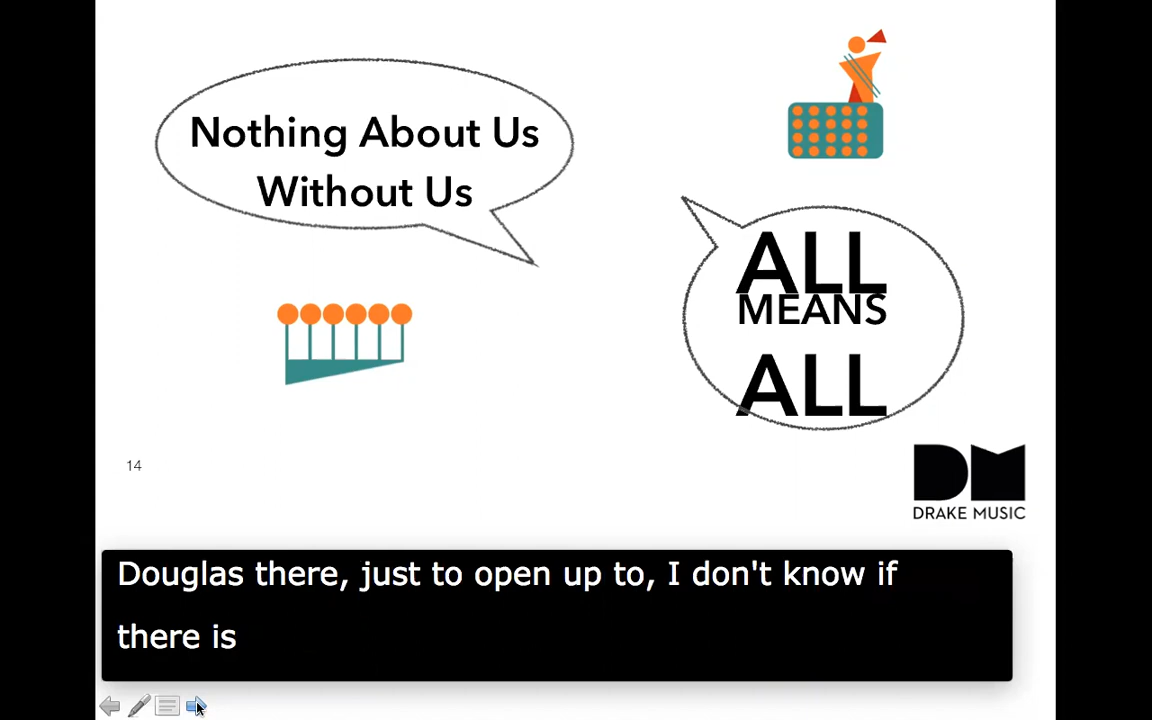 Nothing About Us
Without Us
ALL
MEANS
ALL
14
DM
DRAKE MUSIC
Douglas there, just to open up to, I don't know if
there is